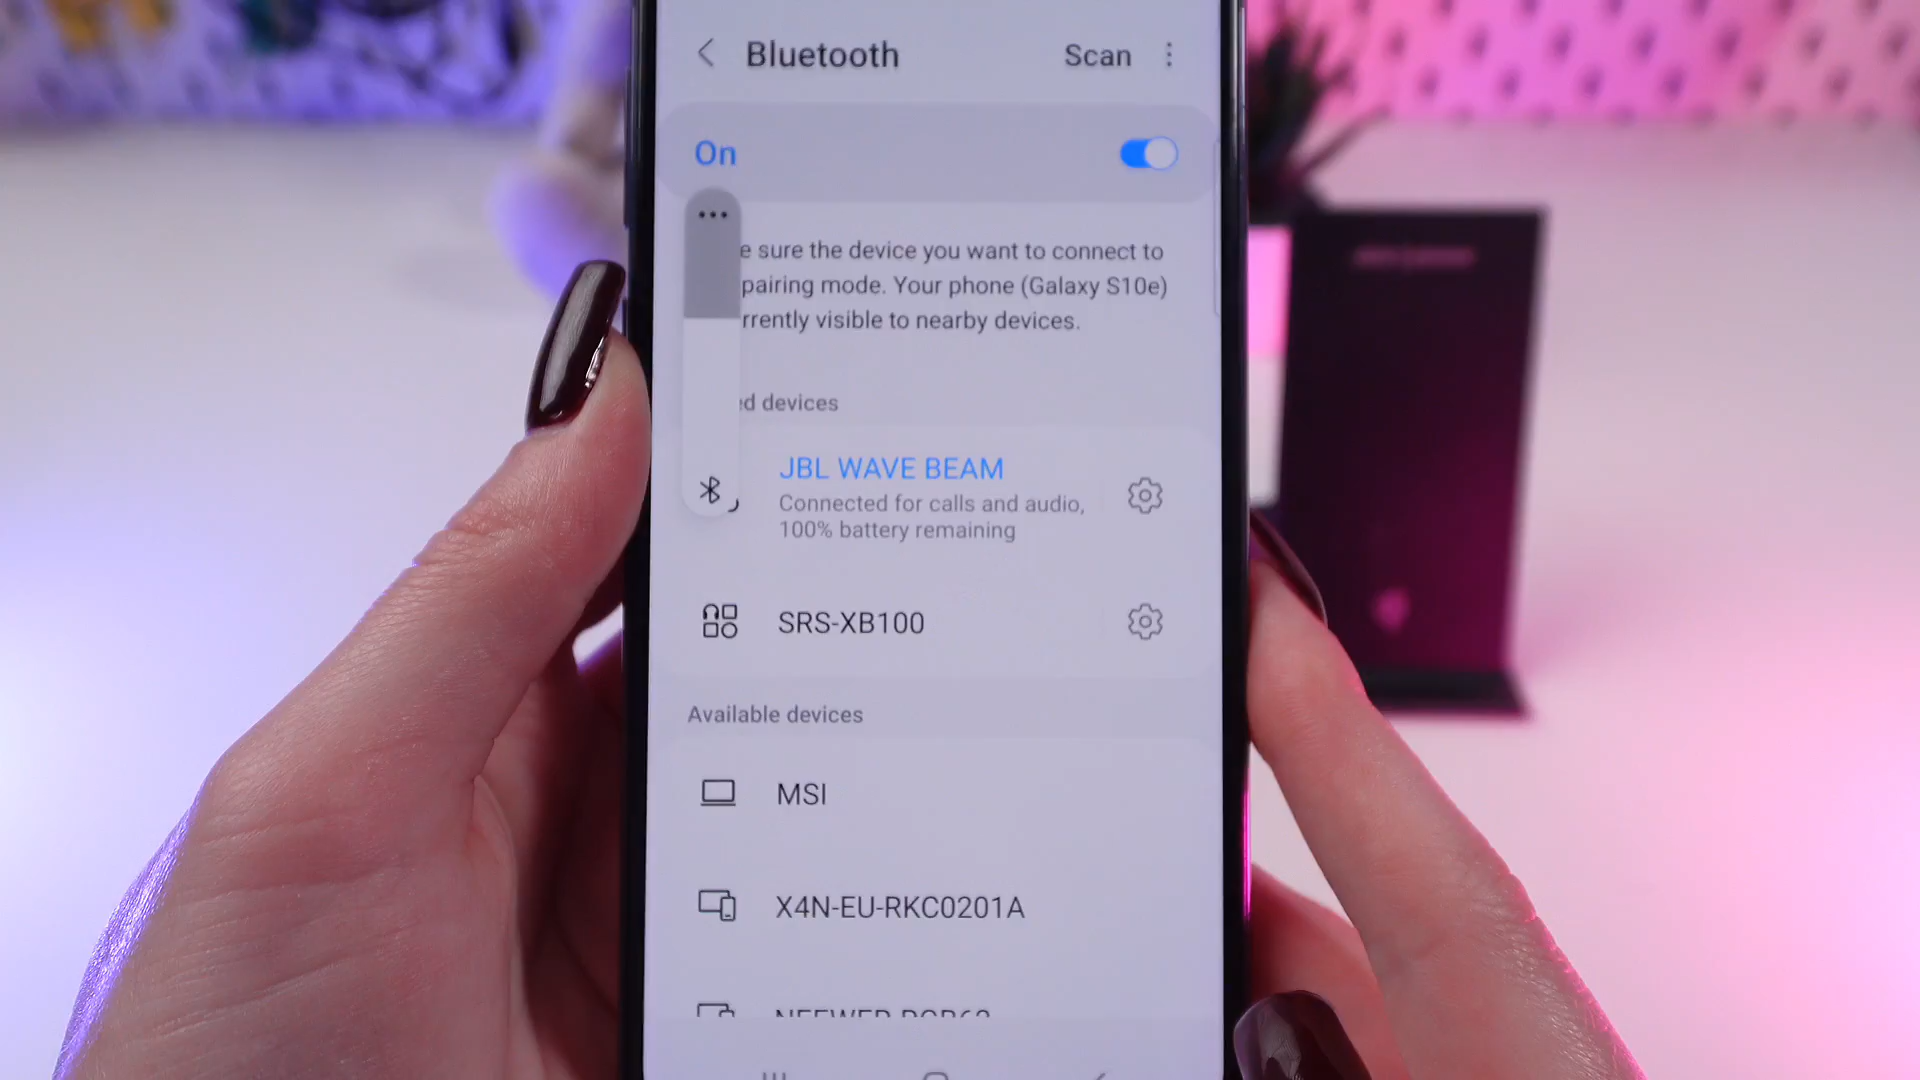 Bluetooth
Scan
On
e sure the device you want to connect to
pairing mode. Your phone (Galaxy S10e)
rrently visible to nearby devices.
d devices
JBL WAVE BEAM
Connected for calls and audio,
100% battery remaining
SRS-XB100
Available devices
MSI
X4N-EU-RKC0201A